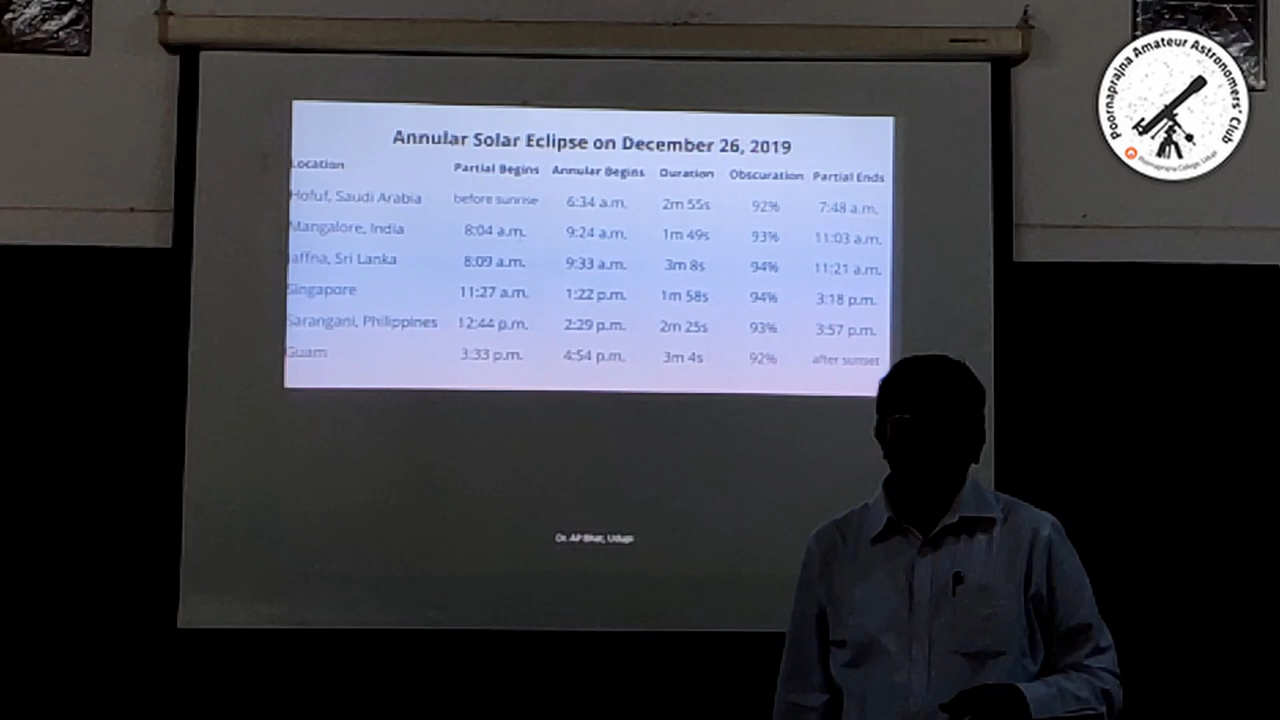 Annular Solar Eclipse on December 26, 2019
Location Partial Begins Annular Begins Duration Obscuration Partial Ends
Hofuf, Saudi Arabia before sunrise 6:34 a.m. 2m 55s 92% 7:48 a.m.
Mangalore, India 8:04 a.m. 9:24 a.m. 1m 49s 93% 11:03 a.m.
Jaffna, Sri Lanka 8:09 a.m. 9:33 a.m. 3m 8s 94% 11:21 a.m.
Singapore 11:27 a.m. 1:22 p.m. 1m 58s 94% 3:18 p.m.
Sarangani, Philippines 12:44 p.m. 2:29 p.m. 2m 25s 93% 3:57 p.m.
Guam 3:33 p.m. 4:54 p.m. 3m 4s 92% after sunset
Dr. AP Bhat, Udupi
Poornaprajna Amateur Astronomers' Club
Poornaprajna College, Udupi